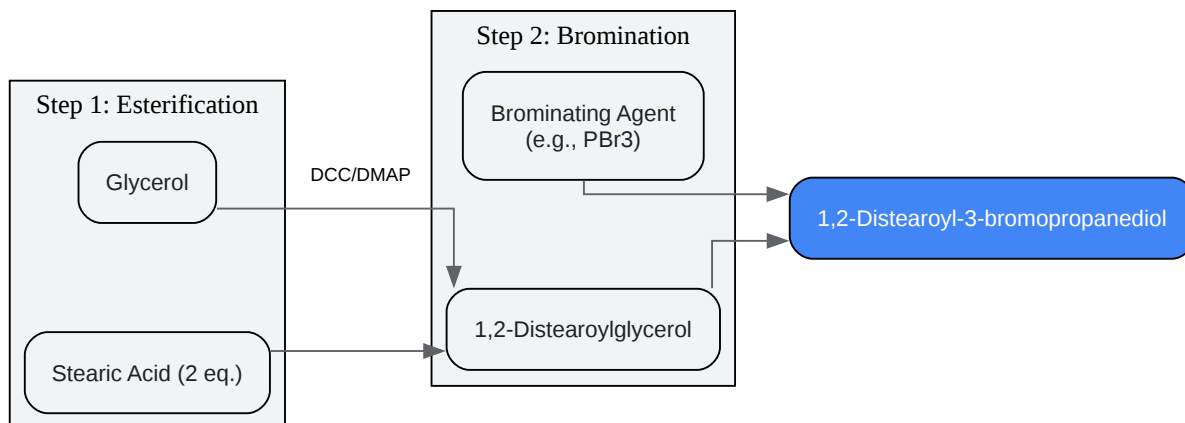 Step 1: Esterification
Glycerol
Stearic Acid (2 eq.)
DCC/DMAP
Step 2: Bromination
Brominating Agent
(e.g., PBr3)
1,2-Distearoylglycerol
1,2-Distearoyl-3-bromopropanediol